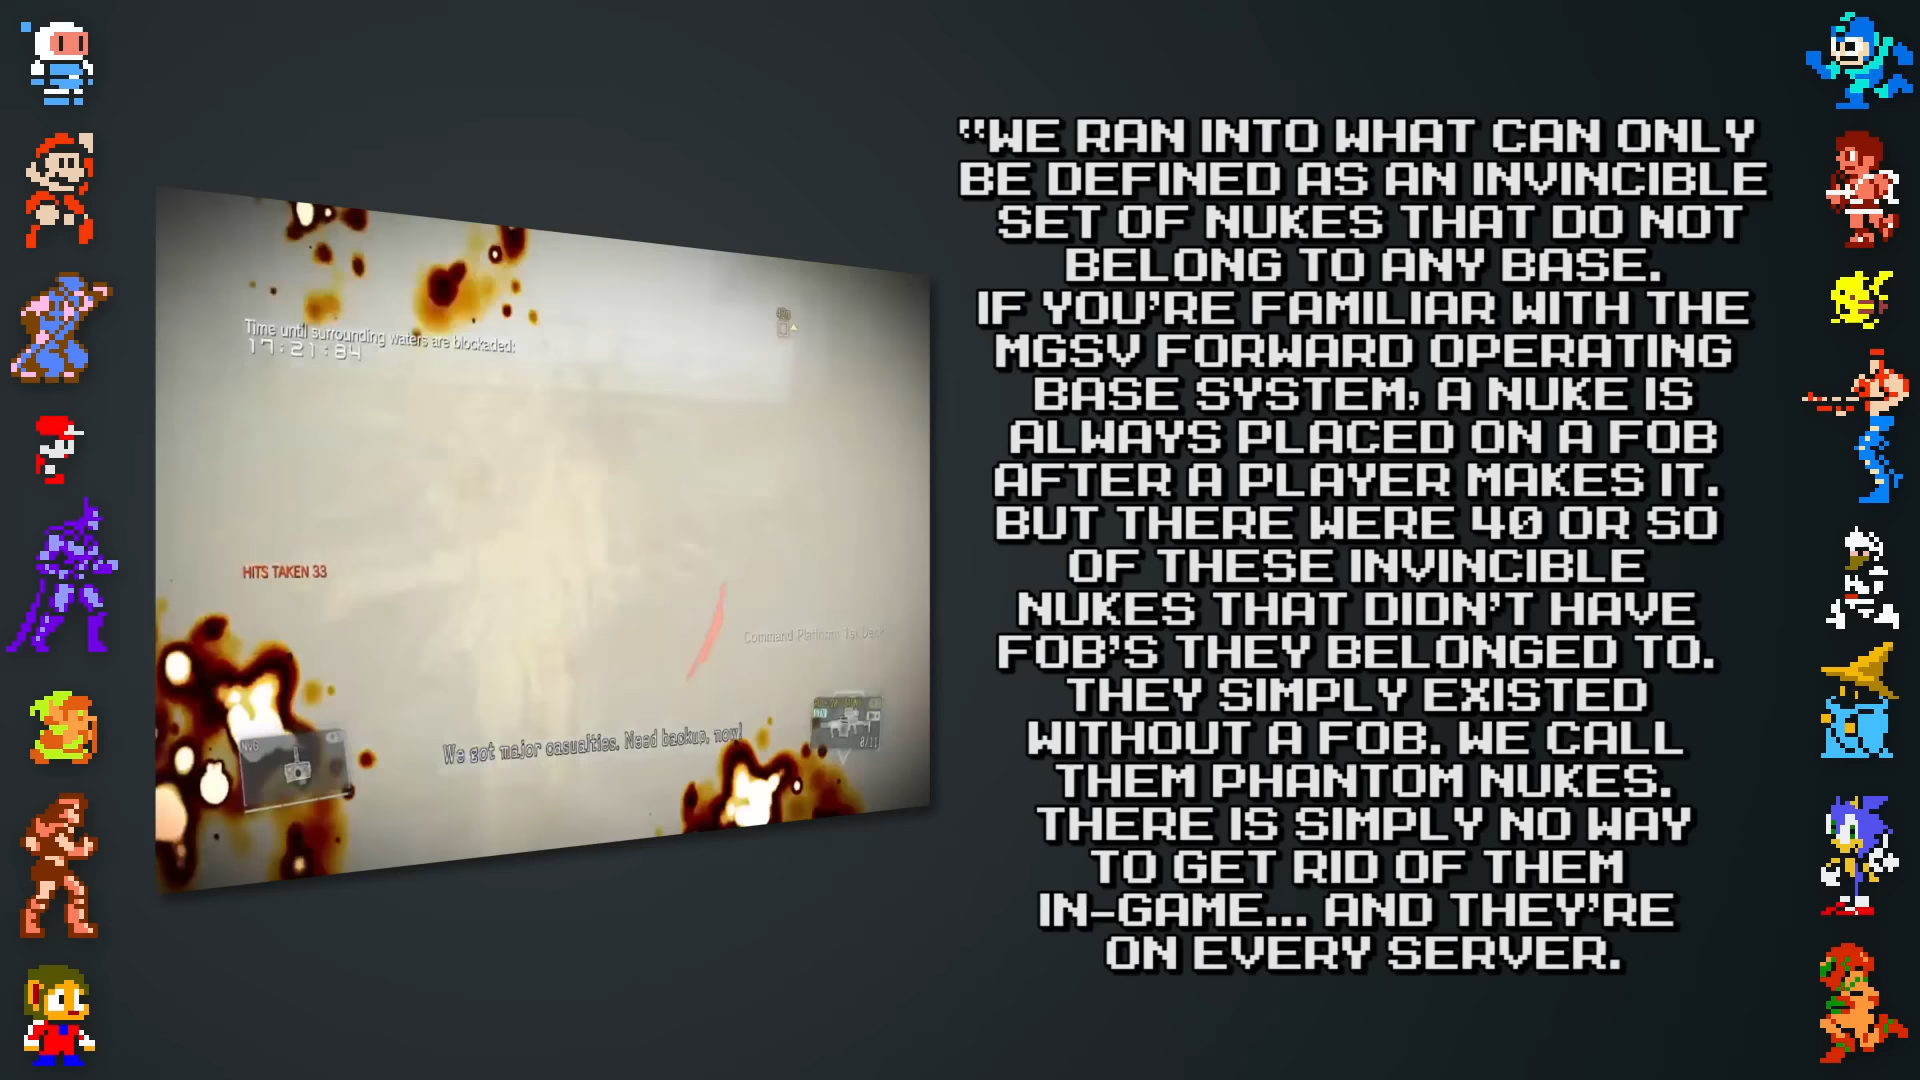 "WE RAN INTO WHAT CAN ONLY
BE DEFINED AS AN INVINCIBLE
SET OF NUKES THAT DO NOT
BELONG TO ANY BASE.
IF YOU'RE FAMILIAR WITH THE
MGSV FORWARD OPERATING
BASE SYSTEM, A NUKE IS
ALWAYS PLACED ON A FOB
AFTER A PLAYER MAKES IT.
BUT THERE WERE 40 OR SO
OF THESE INVINCIBLE
NUKES THAT DIDN'T HAVE
FOB'S THEY BELONGED TO.
THEY SIMPLY EXISTED
WITHOUT A FOB. WE CALL
THEM PHANTOM NUKES.
THERE IS SIMPLY NO WAY
TO GET RID OF THEM
IN-GAME... AND THEY'RE
ON EVERY SERVER.
Time until surrounding waters are blockaded:
17:21:84
HITS TAKEN 33
Command Platform: 1st Deck
We got major casualties. Need backup, now!